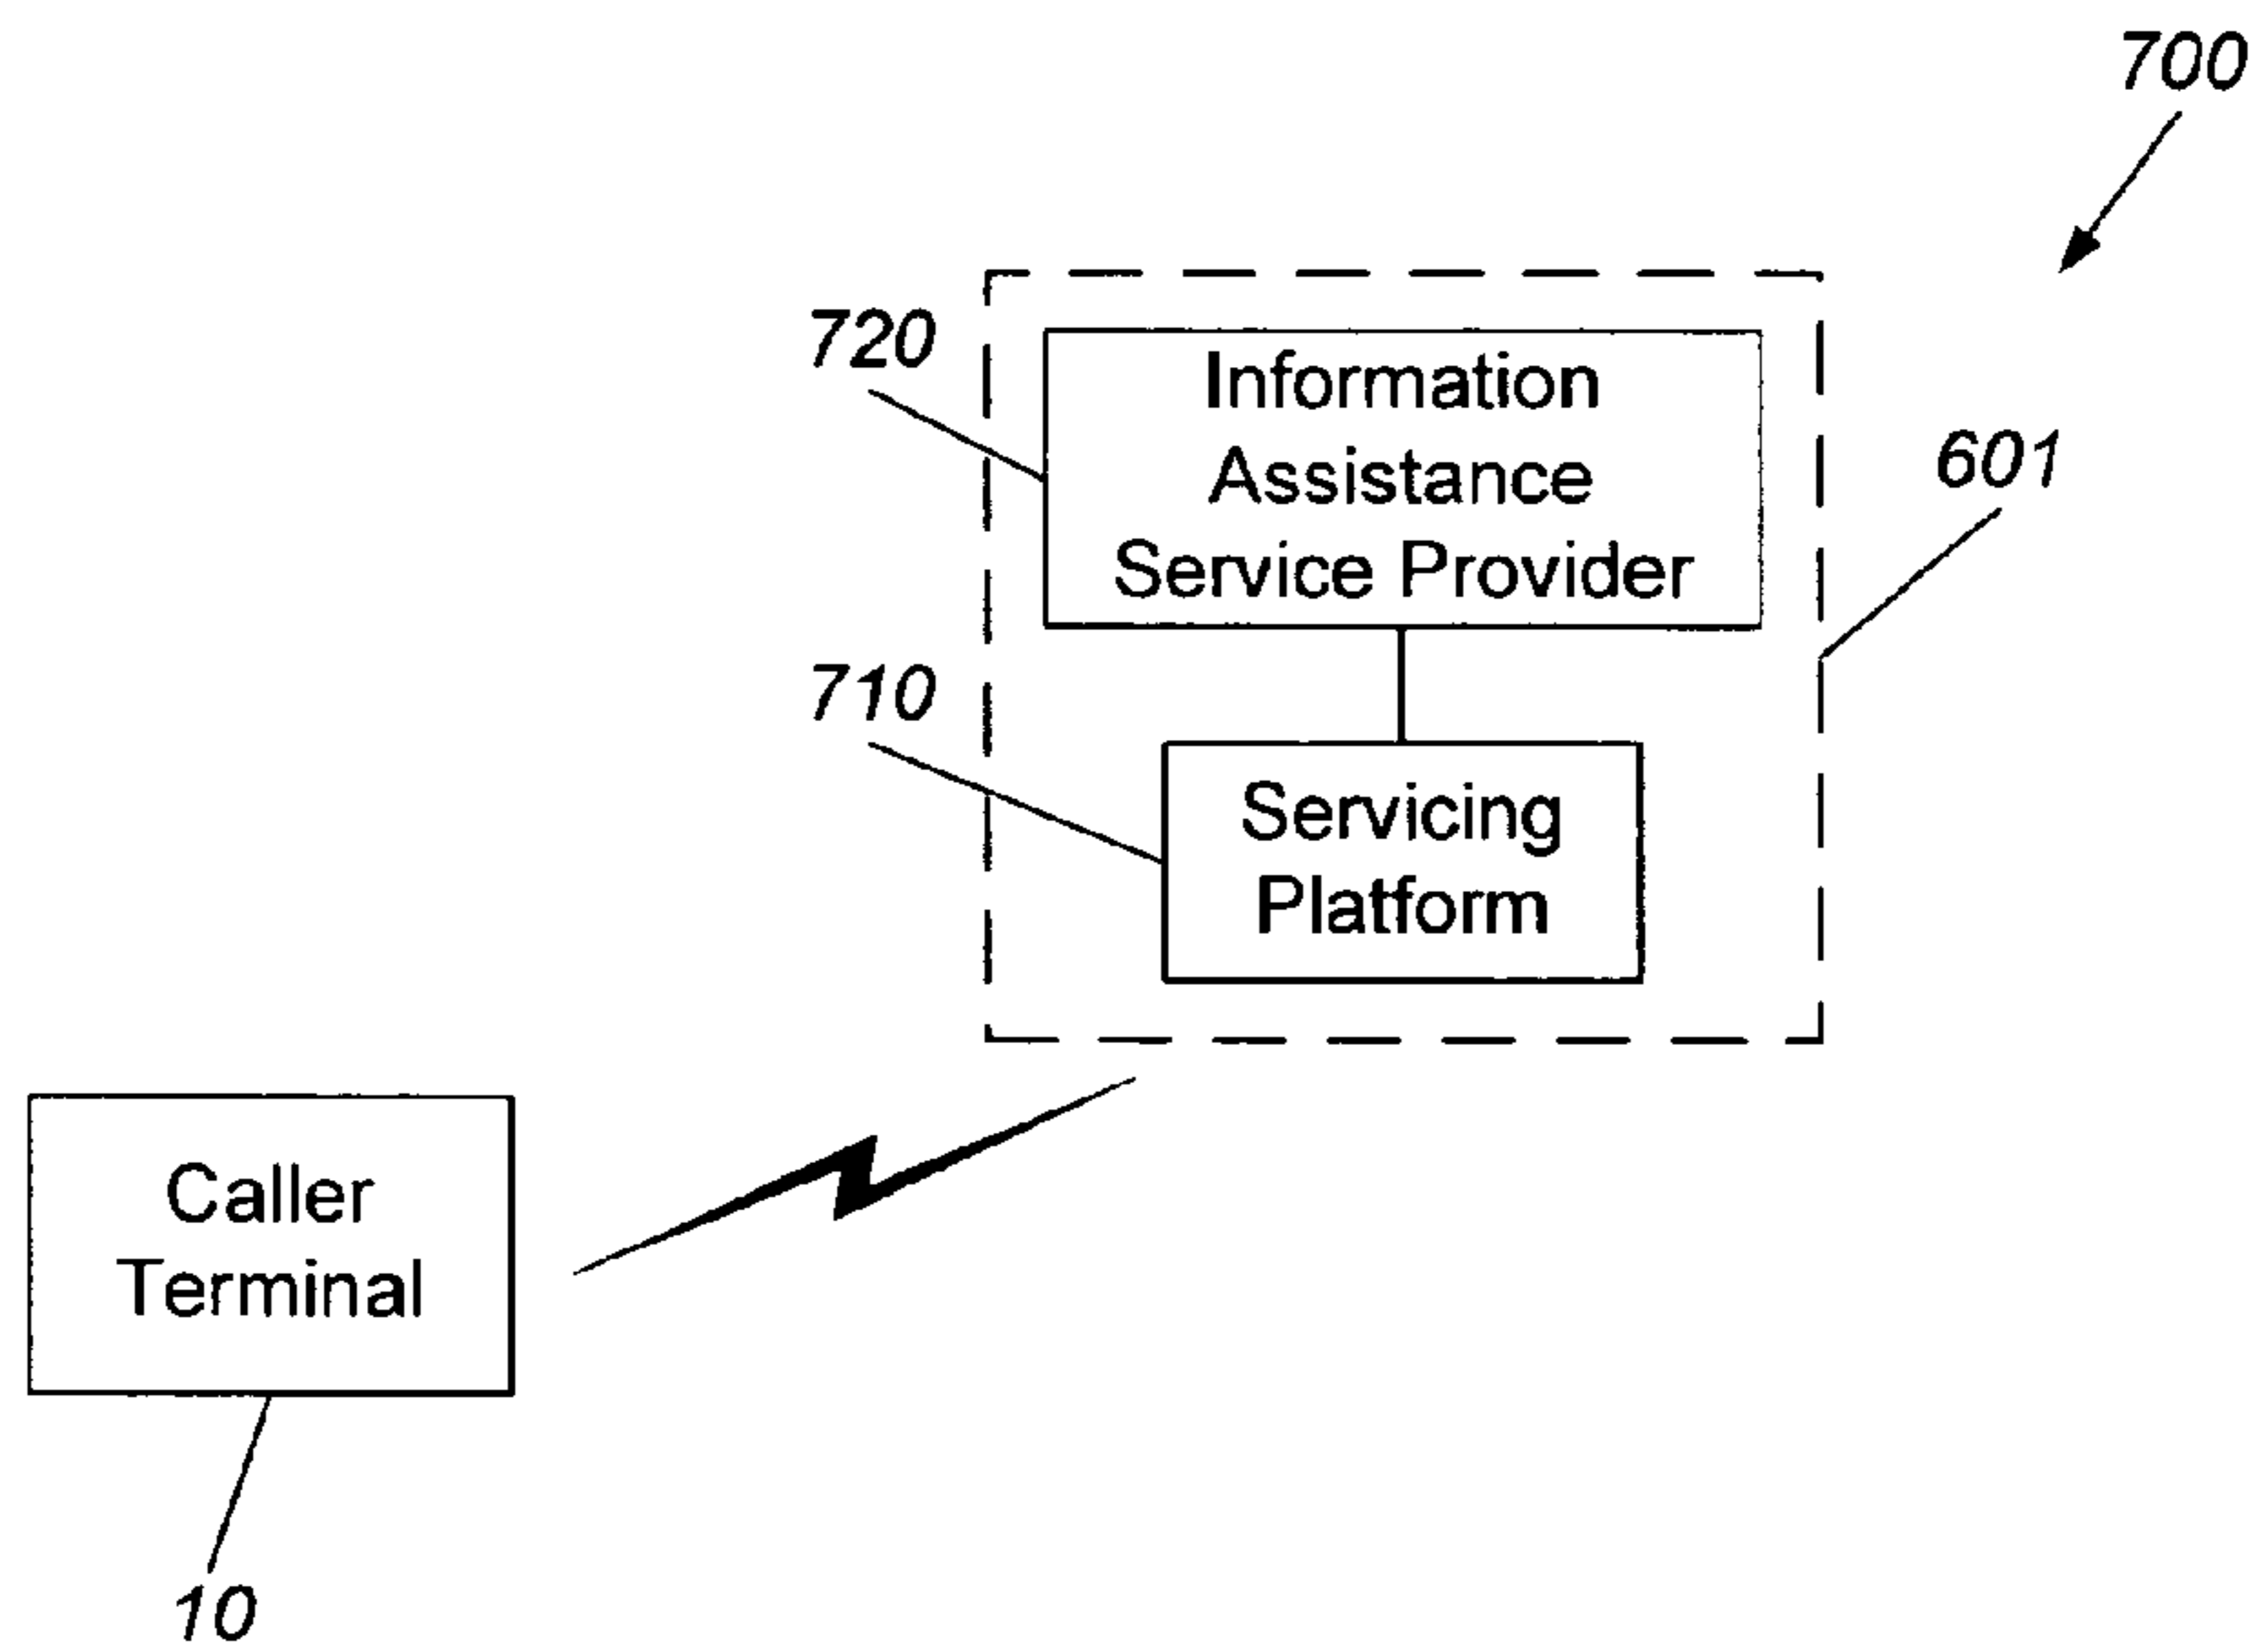 700
720
Information
Assistance
Service Provider
601
710
Servicing
Platform
Caller
Terminal
10